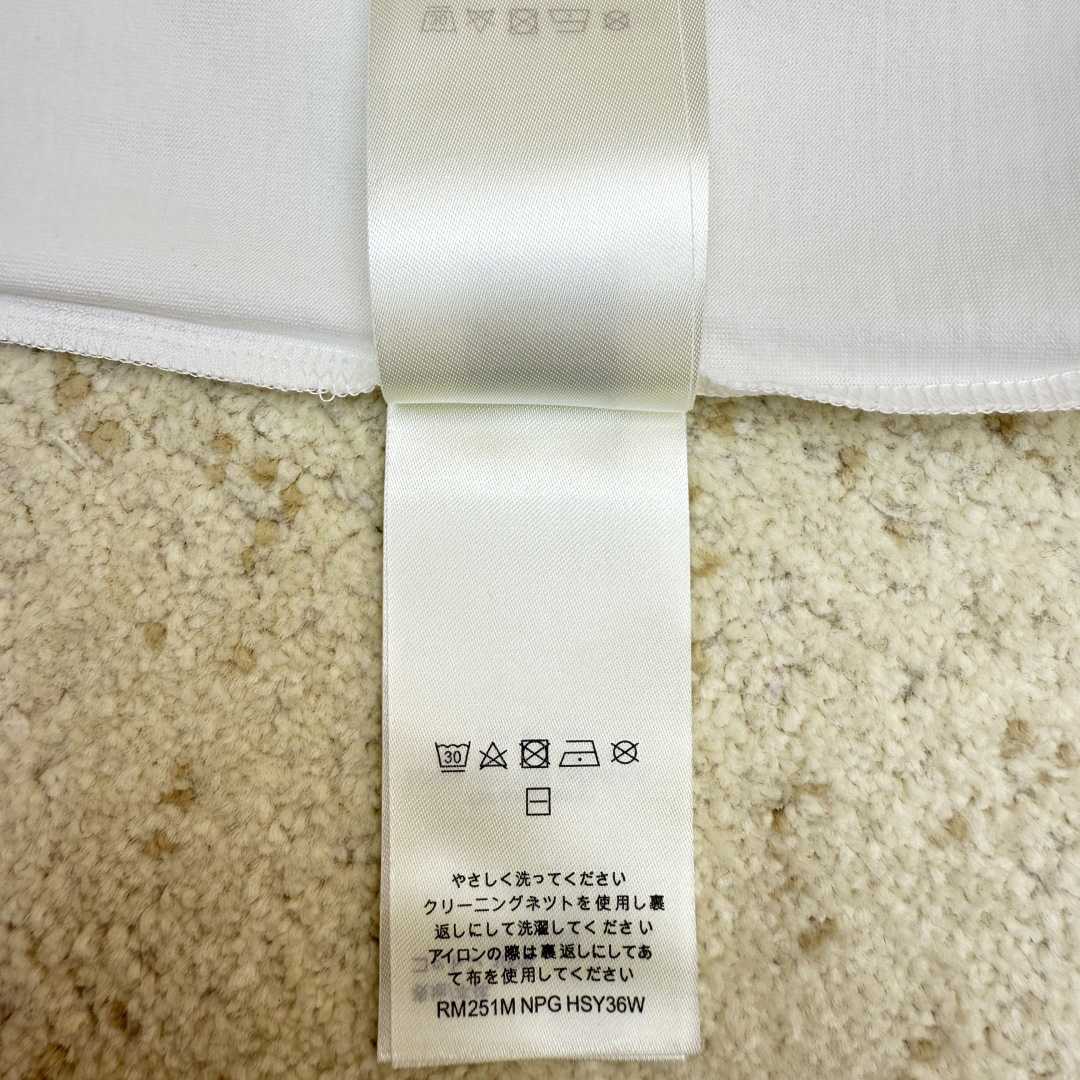 30
やさしく洗ってください
クリーニングネツトを使用し裏
返しにして洗濯してください
アイロンの際は裏返しにしてあ
て布を使用してください
RM251M NPG HSY36W